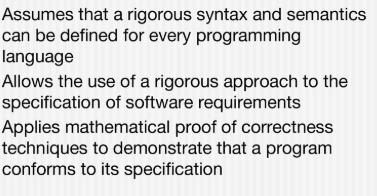 Assumes that a rigorous syntax and semantics
can be defined for every programming
language
Allows the use of a rigorous approach to the
specification of software requirements
Applies mathematical proof of correctness
techniques to demonstrate that a program
conforms to its specification